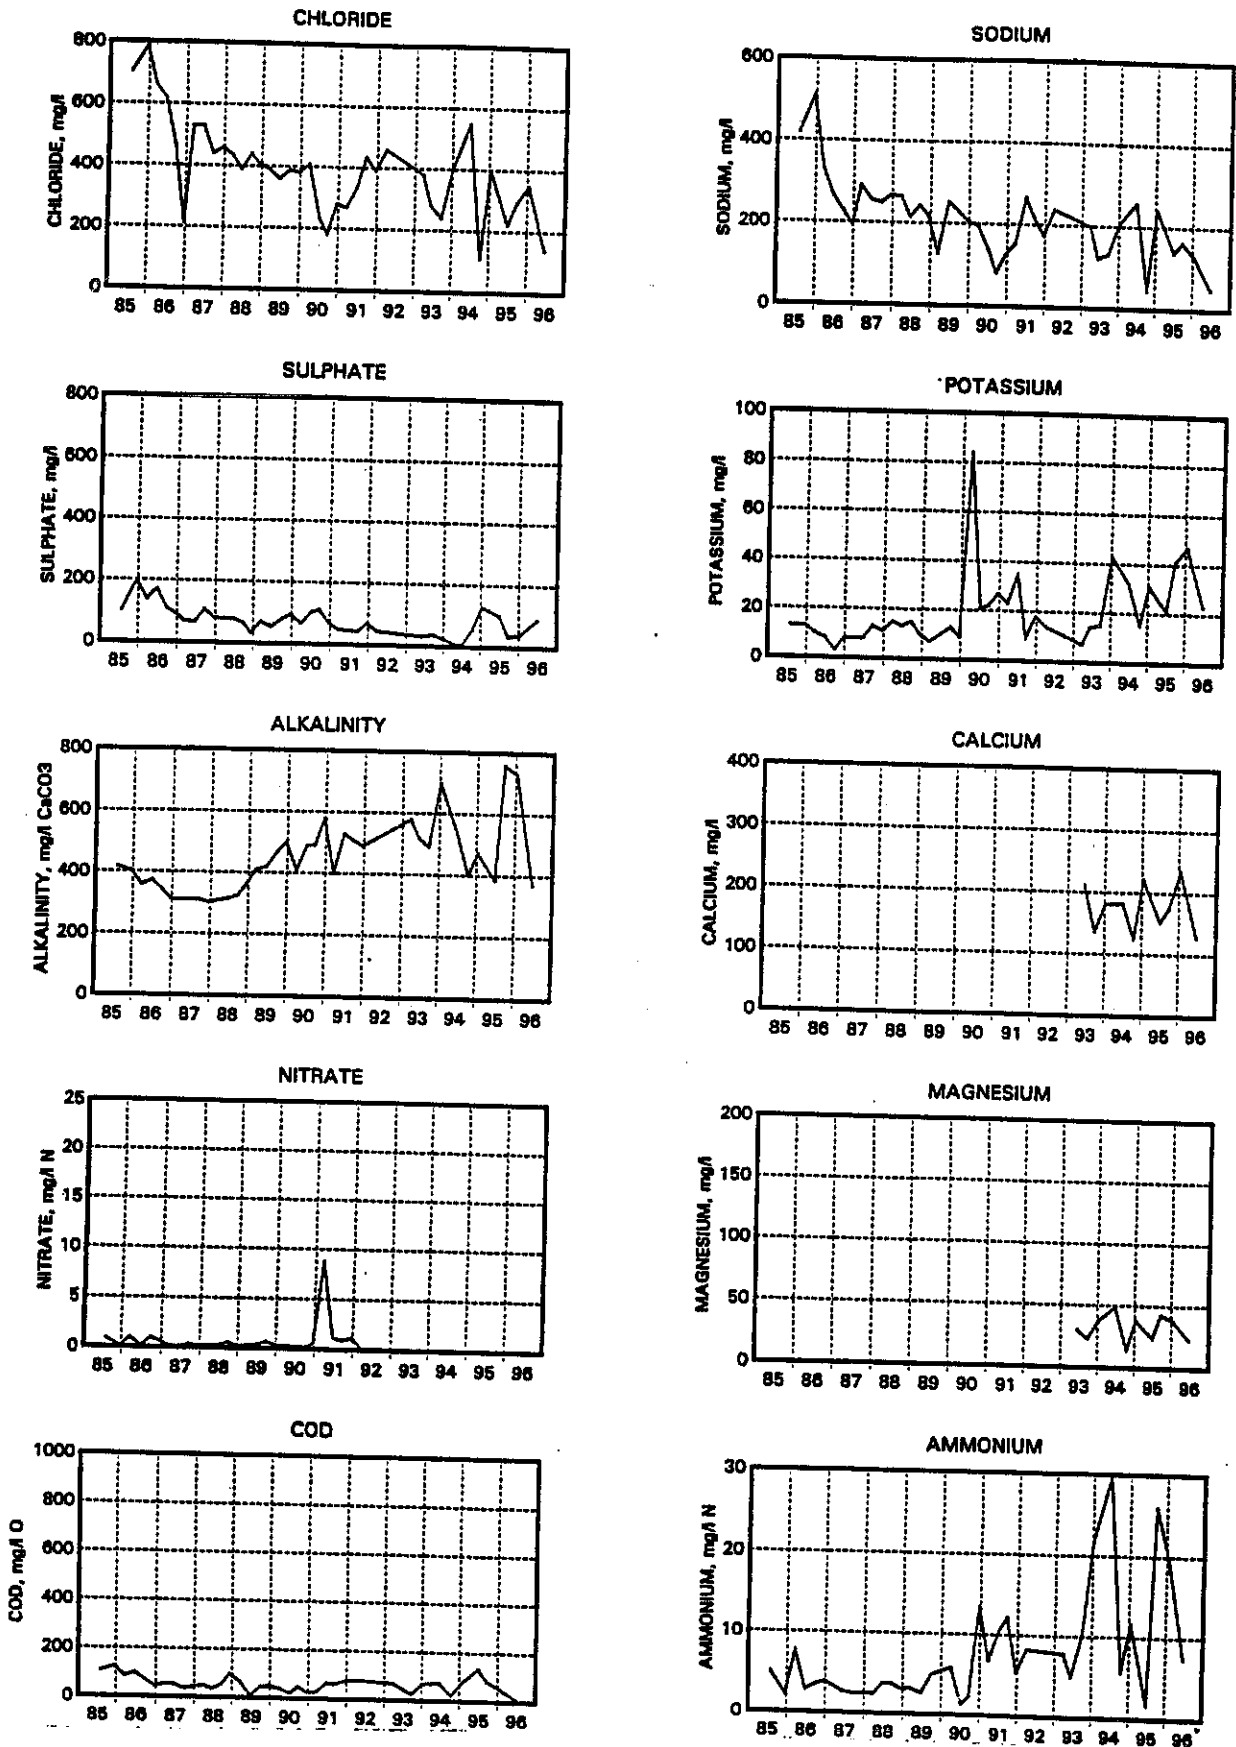 CHLORIDE
CHLORIDE, mg/l
800
600
400
200
0
85 86 87 88 89 90 91 92 93 94 95 96
SODIUM
SODIUM, mg/l
600
400
200
0
85 86 87 88 89 90 91 92 93 94 95 96
SULPHATE
SULPHATE, mg/l
800
600
400
200
0
85 86 87 88 89 90 91 92 93 94 95 96
POTASSIUM
POTASSIUM, mg/l
100
80
60
40
20
0
85 86 87 88 89 90 91 92 93 94 95 96
ALKALINITY
ALKALINITY, mg/l CaCO3
800
600
400
200
0
85 86 87 88 89 90 91 92 93 94 95 96
CALCIUM
CALCIUM, mg/l
400
300
200
100
0
85 86 87 88 89 90 91 92 93 94 95 96
NITRATE
NITRATE, mg/l N
25
20
15
10
5
0
85 86 87 88 89 90 91 92 93 94 95 96
MAGNESIUM
MAGNESIUM, mg/l
200
150
100
50
0
85 86 87 88 89 90 91 92 93 94 95 96
COD
COD, mg/l O
1000
800
600
400
200
0
85 86 87 88 89 90 91 92 93 94 95 96
AMMONIUM
AMMONIUM, mg/l N
30
20
10
0
85 86 87 88 89 90 91 92 93 94 95 96